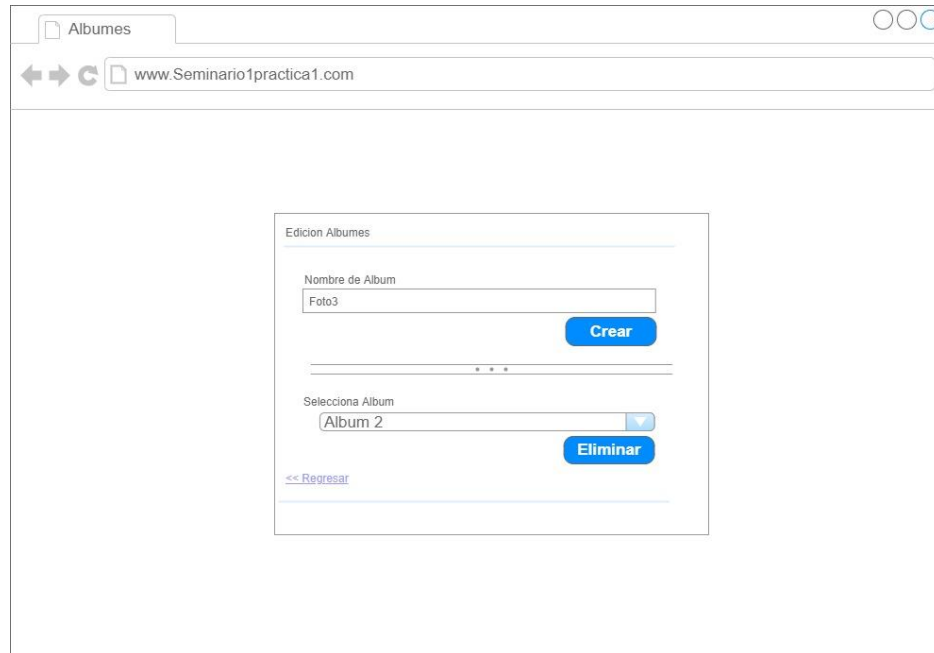 Albumes
www.Seminario1practica1.com
Edicion Albumes
Nombre de Album
Foto3
Crear
Selecciona Album
Album 2
Eliminar
<< Regresar